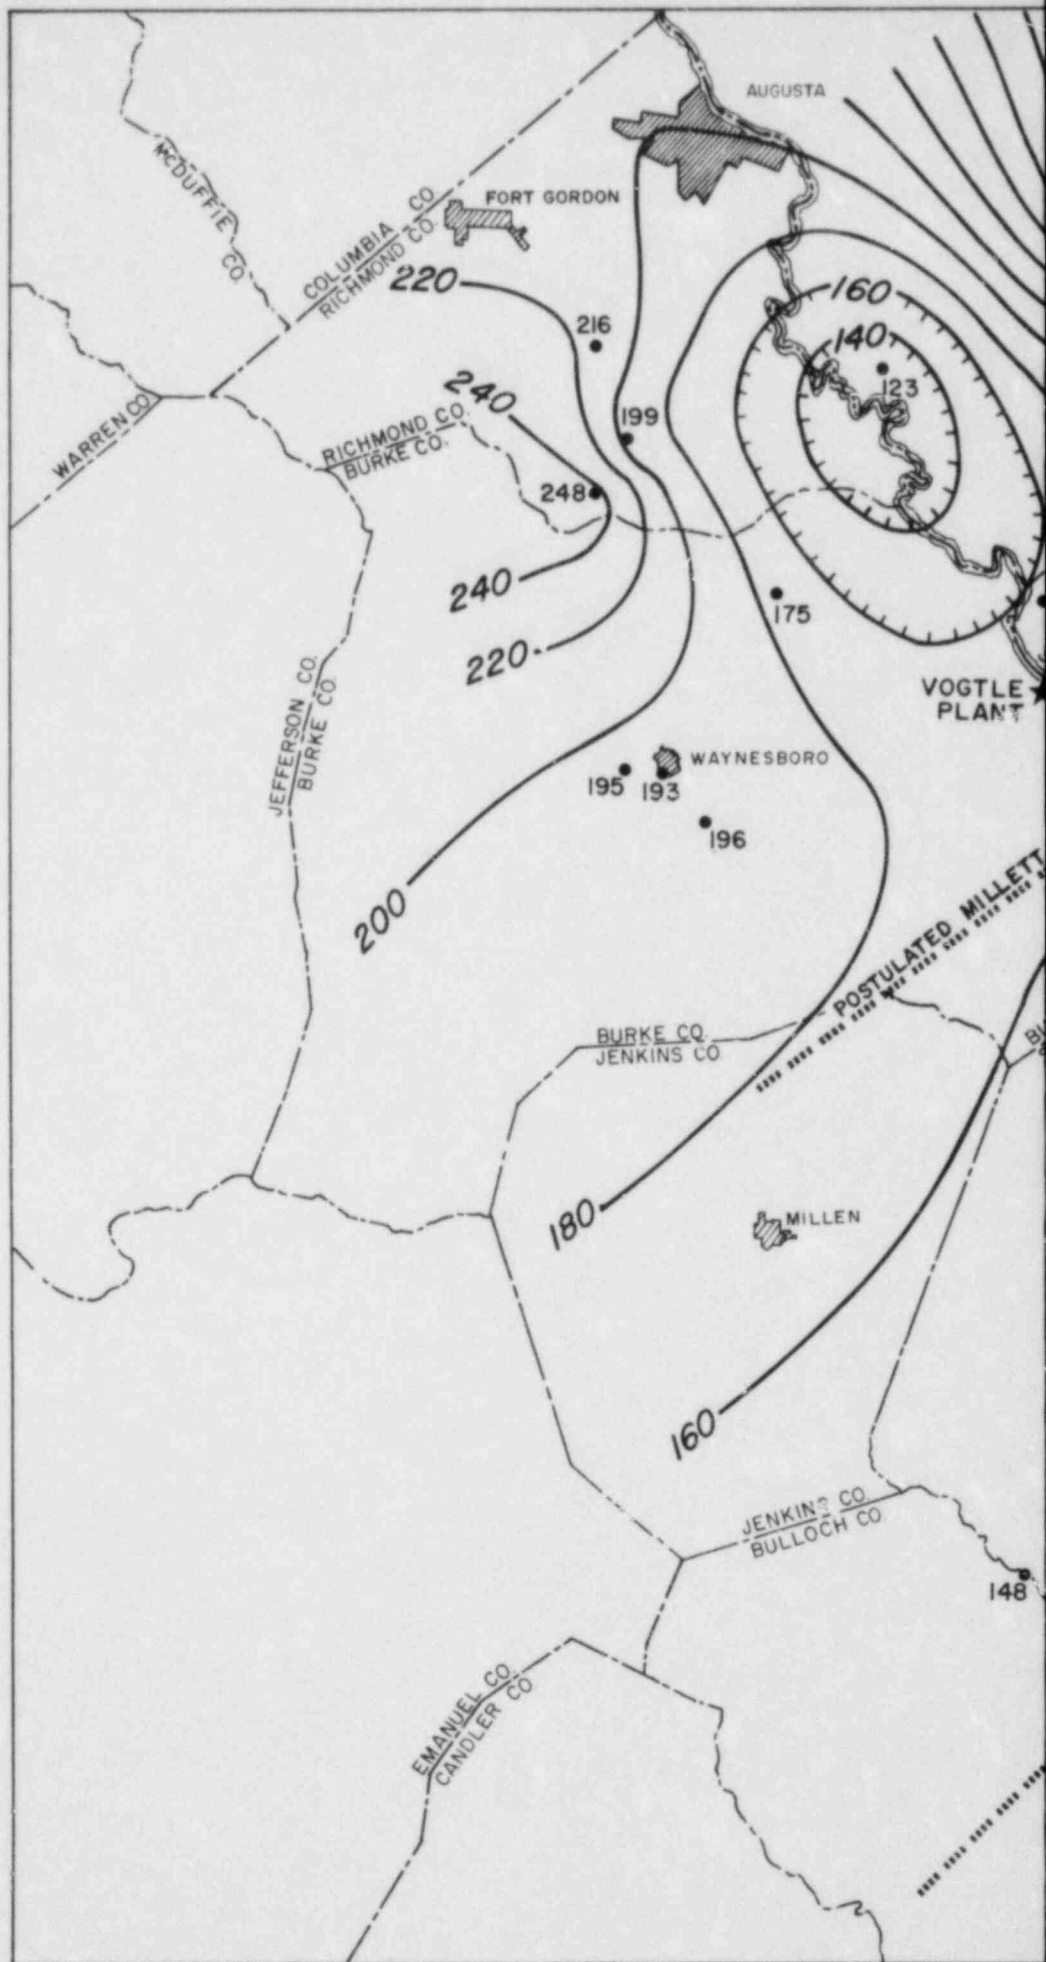 AUGUSTA
MCDUFFIE CO.
FORT GORDON
COLUMBIA CO
RICHMOND CO.
220
160
216
140
123
240
199
WARREN CO.
RICHMOND CO.
BURKE CO.
248
240
175
220
VOGTLE
PLANT
JEFFERSON CO.
BURKE CO.
WAYNESBORO
195
193
196
200
POSTULATED MILLETT
BURKE CO.
JENKINS CO
180
MILLEN
160
JENKINS CO.
BULLOCH CO.
148
EMANUEL CO.
CANDLER CO